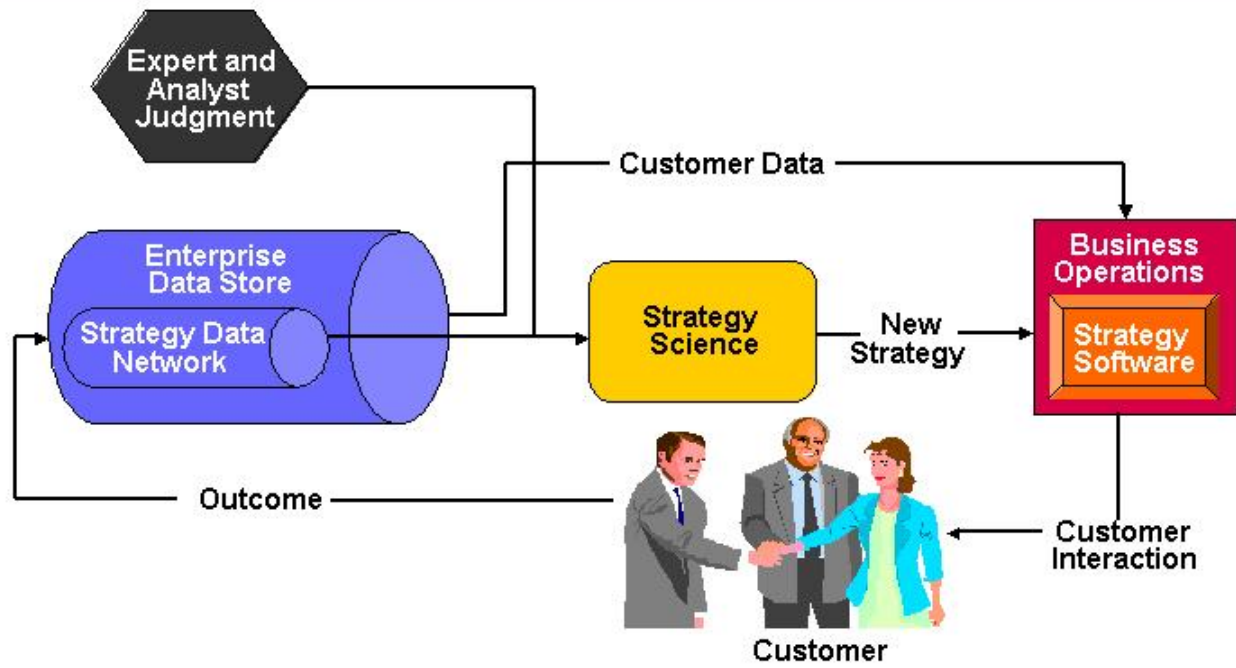 Expert and
Analyst
Judgment
Customer Data
Enterprise
Data Store
Strategy Data
Network
Strategy
Science
New
Strategy
Business
Operations
Strategy
Software
Outcome
Customer
Interaction
Customer